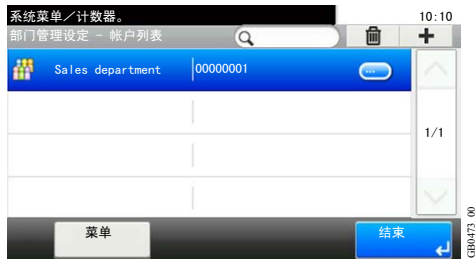 系统菜单／计数器。
10:10
部门管理设定 - 帐户列表
Sales department
00000001
1/1
菜单
结束
GB0473_00